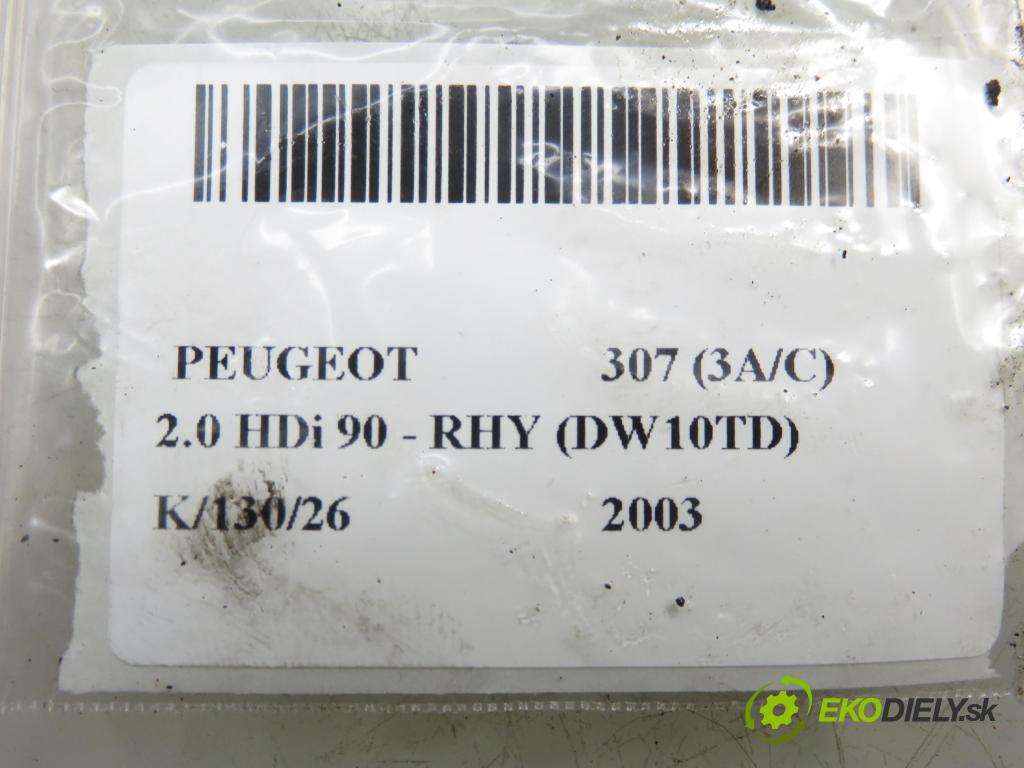 PEUGEOT 307 (3A/C)
2.0 HDi 90 - RHY (DW10TD)
K/130/26 2003
EKODIELY.sk